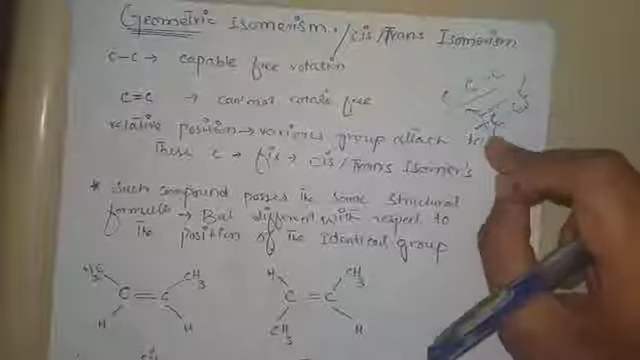 Geometric Isomerism. /cis/Trans Isomerism
C-C → capable free rotation
C=C → can not rotate free
relative position → various group attach to
These C → fix → cis/Trans Isomer's
* Such compound posses the same structural
formula → But different with respect to
the position of the identical group
H3C CH3 H CH3
C=C C=C
H H CH3 H